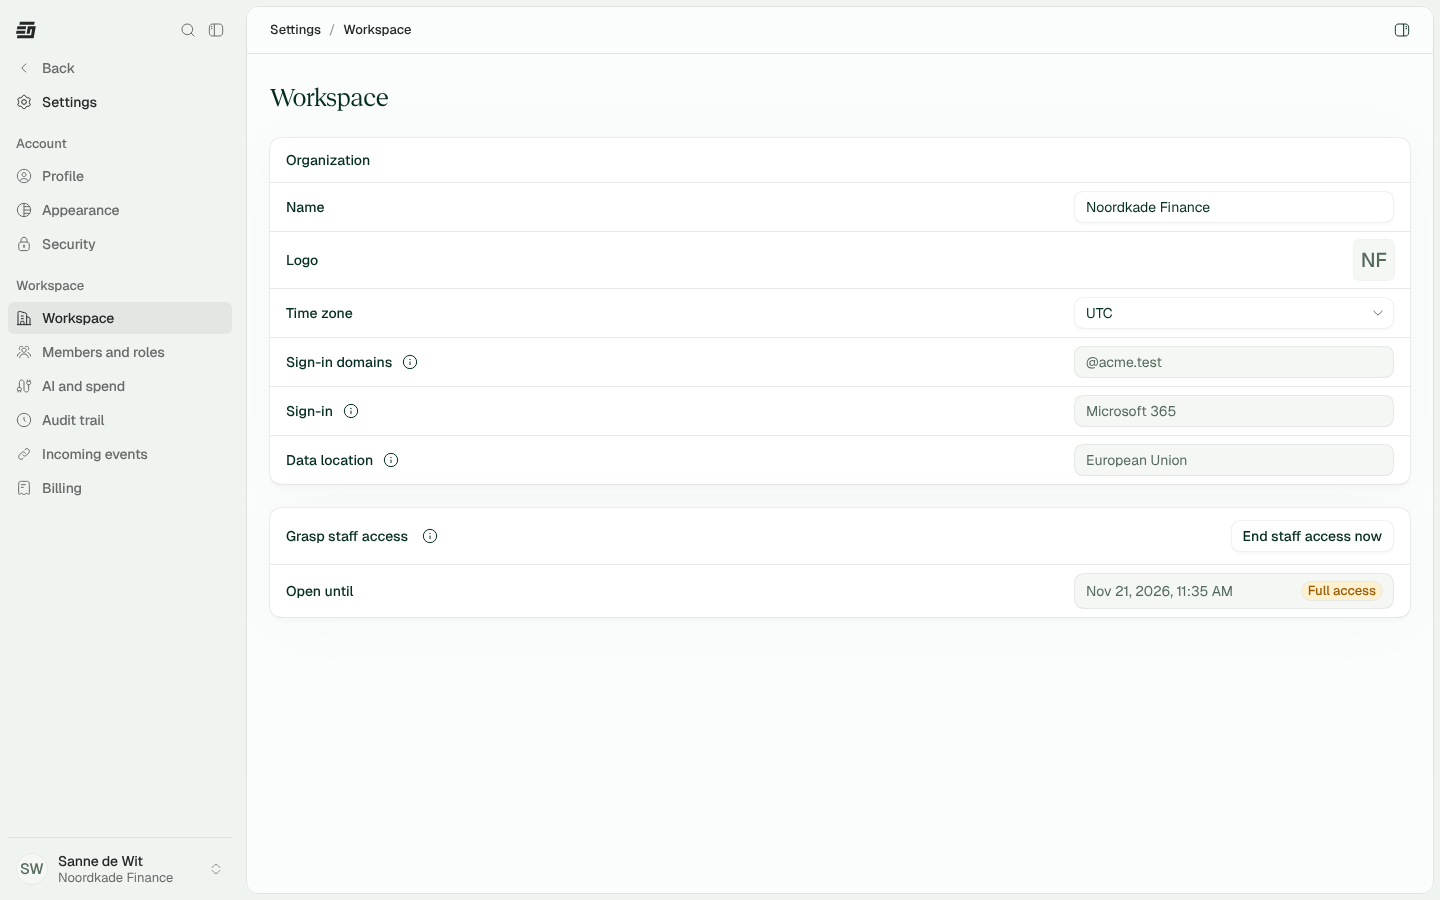 Settings / Workspace
Back
Settings
Account
Profile
Appearance
Security
Workspace
Workspace
Members and roles
AI and spend
Audit trail
Incoming events
Billing
SW
Sanne de Wit
Noordkade Finance
Workspace
Organization
Name
Noordkade Finance
Logo
NF
Time zone
UTC
Sign-in domains
@acme.test
Sign-in
Microsoft 365
Data location
European Union
Grasp staff access
End staff access now
Open until
Nov 21, 2026, 11:35 AM
Full access